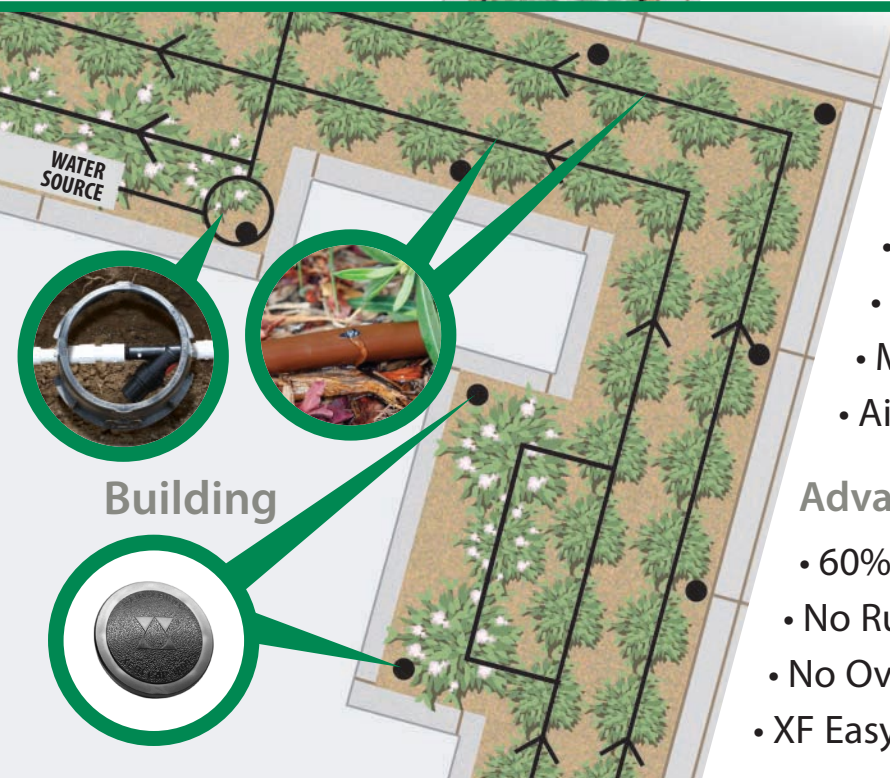 WATER
SOURCE
Building
• M
• Ai
Adva
• 60%
• No Ru
• No Ov
• XF Easy